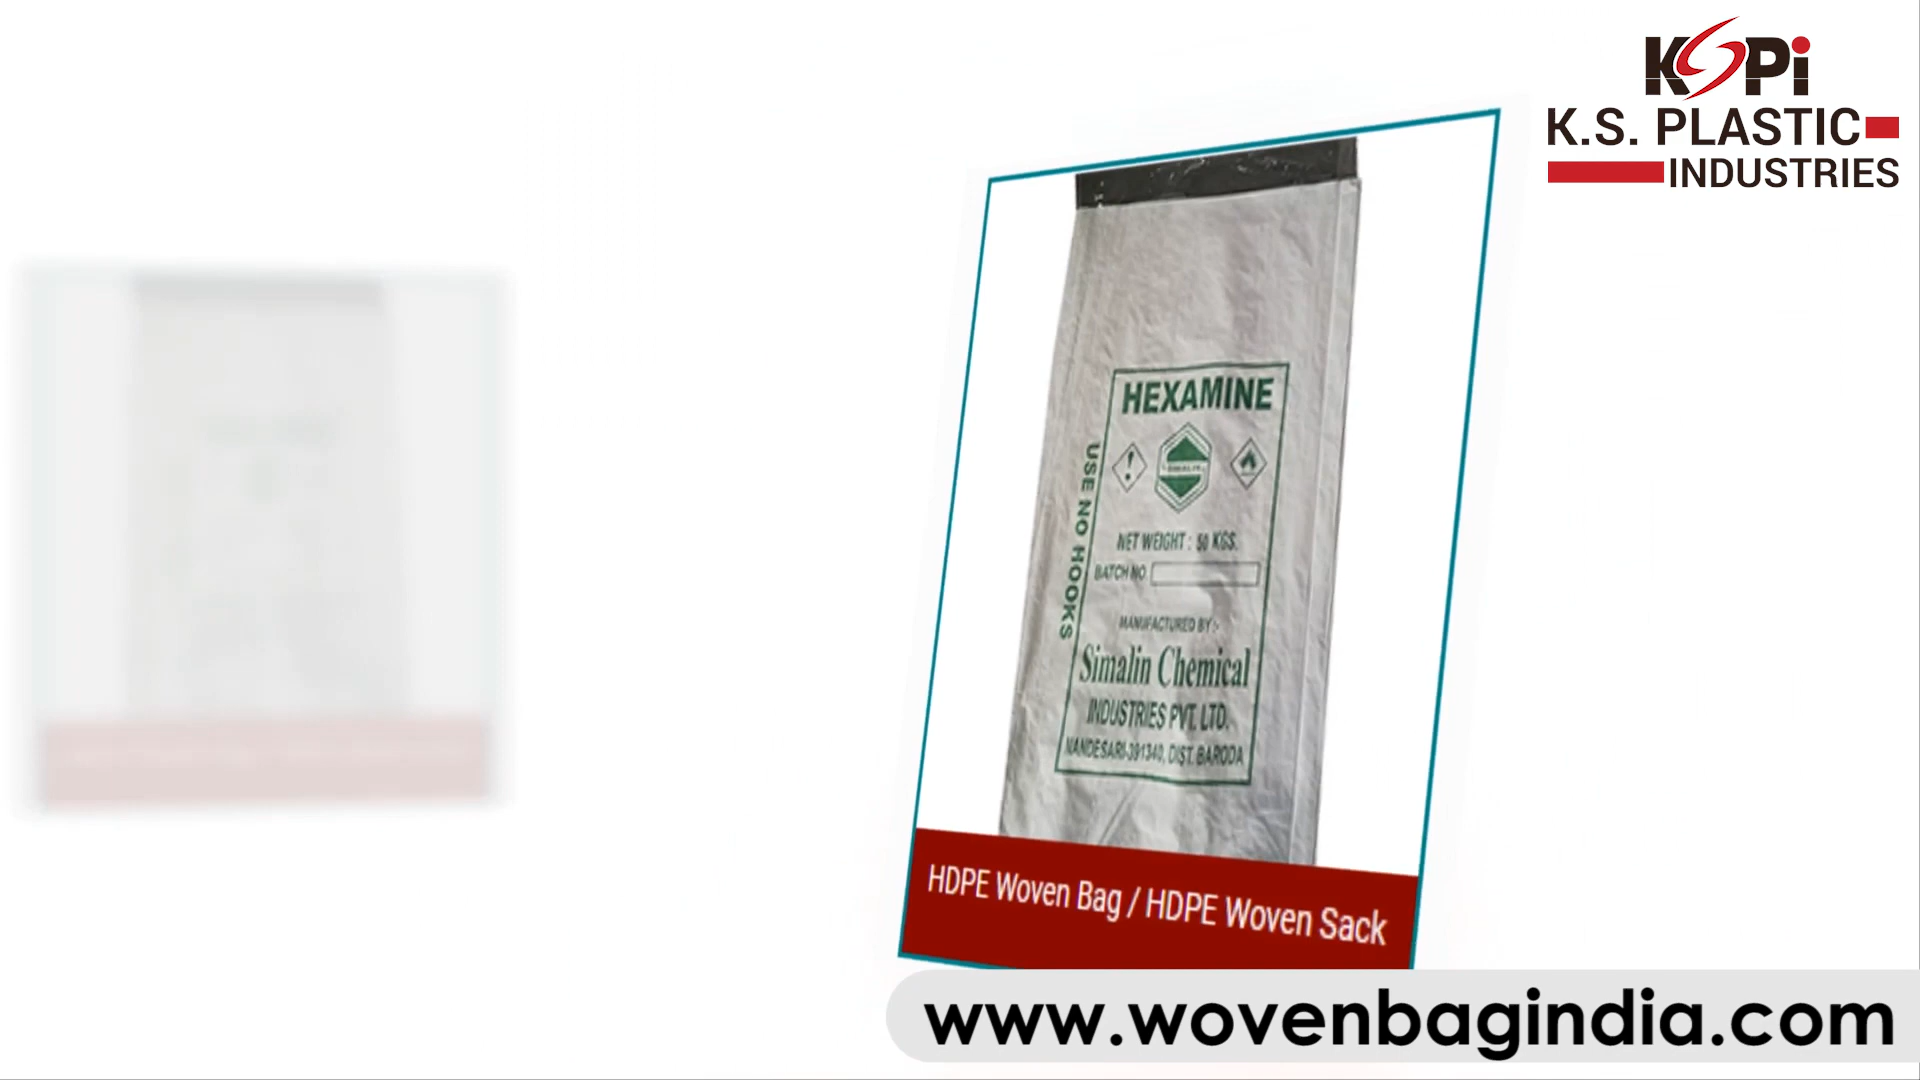 KSPi
K.S. PLASTIC
INDUSTRIES
HEXAMINE
SIMALIN
USE NO HOOKS
NET WEIGHT : 50 KGS.
BATCH NO
MANUFACTURED BY :-
Simalin Chemical
INDUSTRIES PVT. LTD.
NANDESARI-391340, DIST. BARODA
HDPE Woven Bag / HDPE Woven Sack
www.wovenbagindia.com